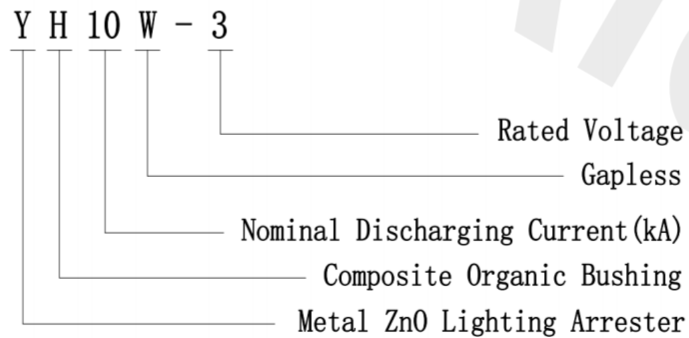 Y H 10 W - 3
Rated Voltage
Gapless
Nominal Discharging Current(kA)
Composite Organic Bushing
Metal ZnO Lighting Arrester